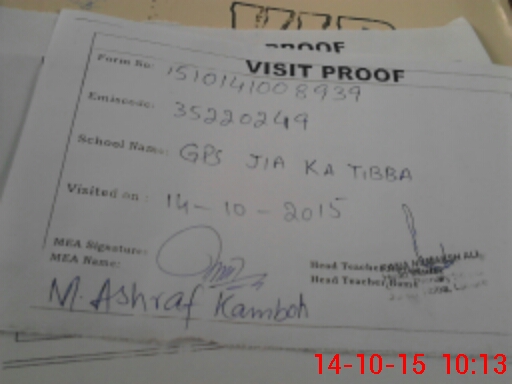 PROOF
VISIT PROOF
Form No: 1510141008939
Emiscode: 35220249
School Name: GPS JIA KA TIBBA
Visited on : 14-10-2015
MEA Signature:
MEA Name:
M. Ashraf Kamboh
Head Teacher
Head Teacher Name
14-10-15 10:13